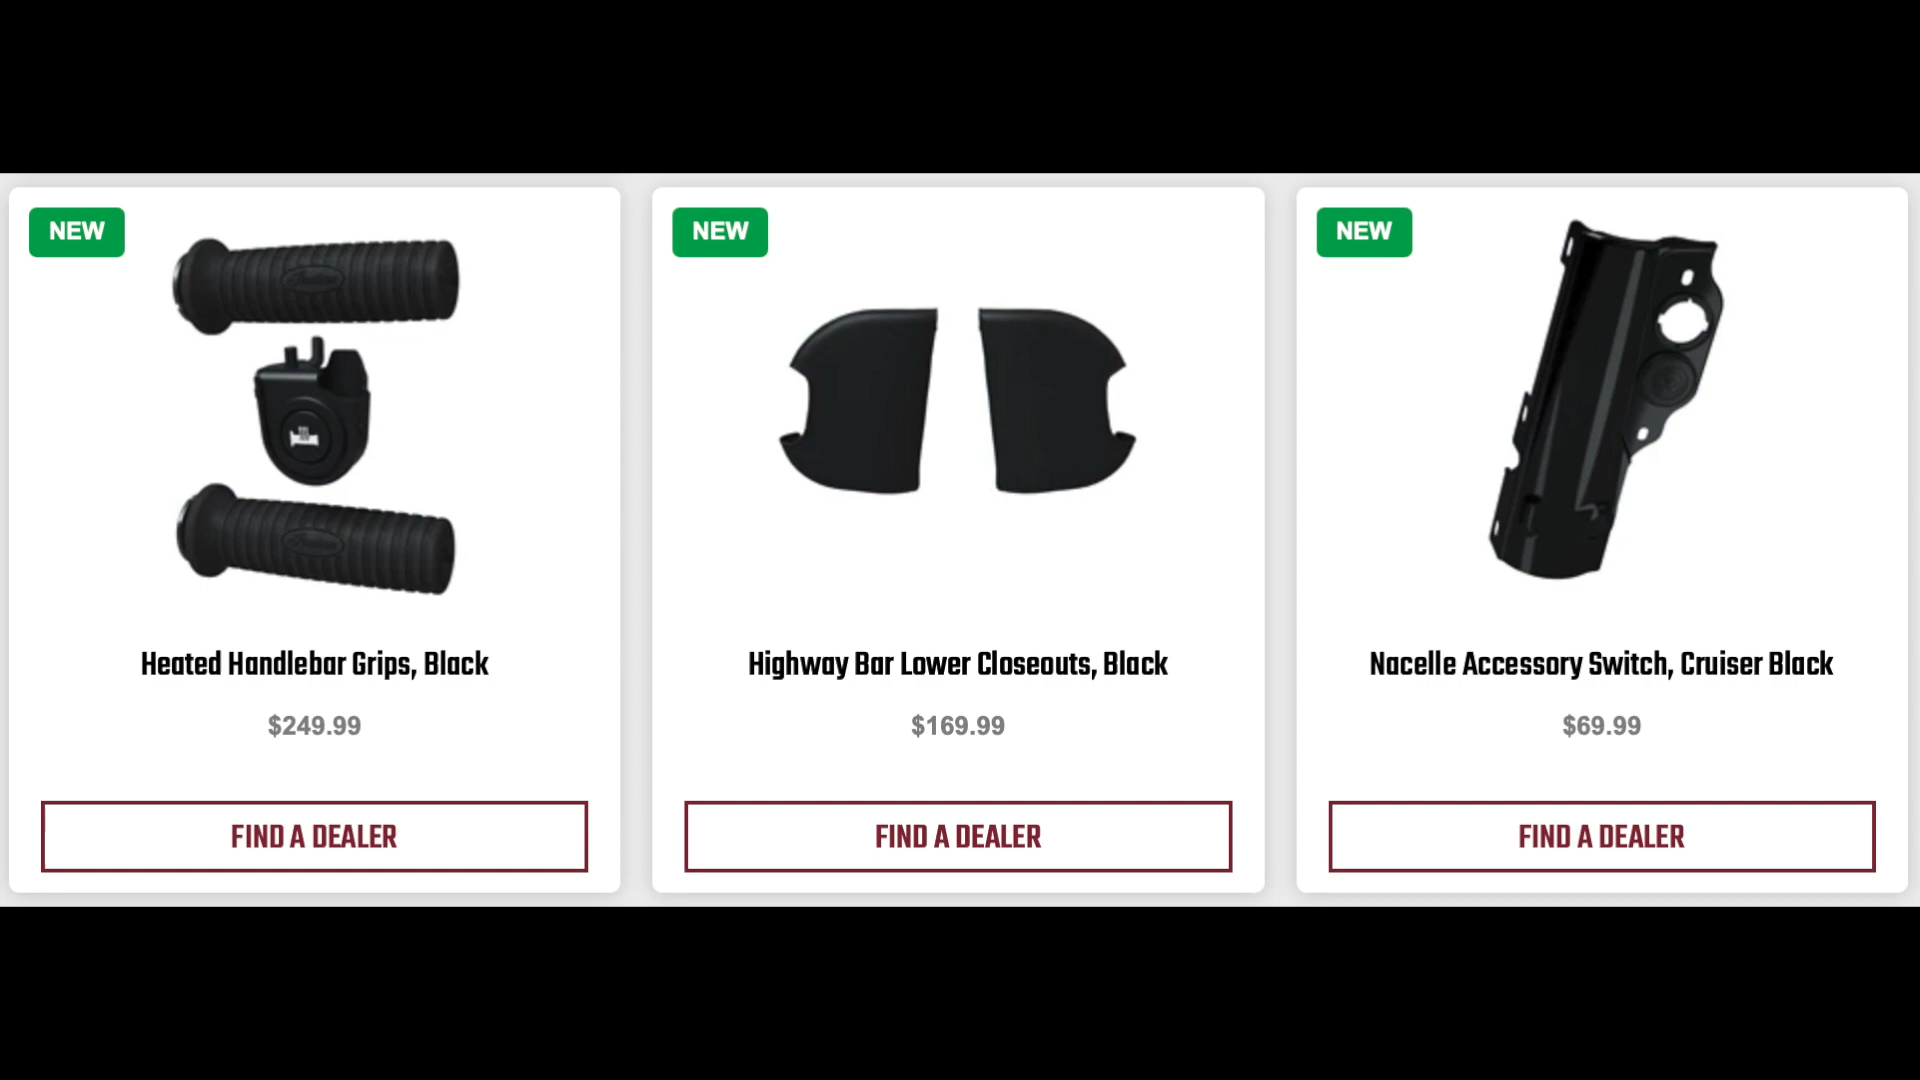 NEW
Heated Handlebar Grips, Black
$249.99
FIND A DEALER
NEW
Highway Bar Lower Closeouts, Black
$169.99
FIND A DEALER
NEW
Nacelle Accessory Switch, Cruiser Black
$69.99
FIND A DEALER